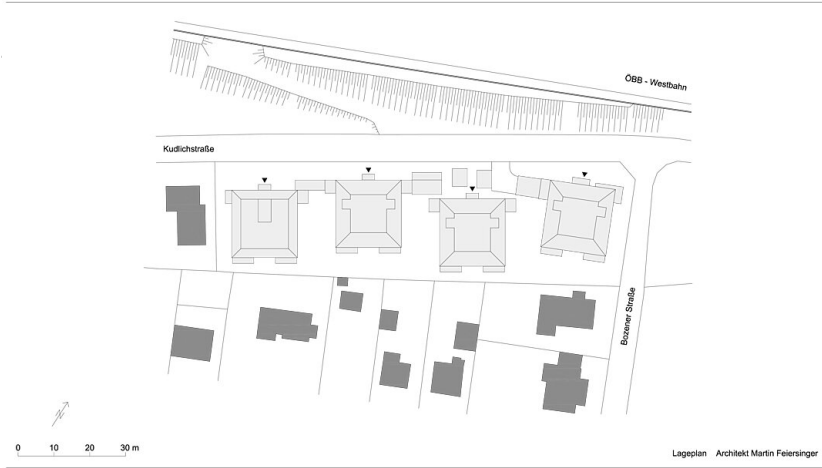 ÖBB - Westbahn
Kudlichstraße
Bozener Straße
N
0 10 20 30 m
Lageplan Architekt Martin Feiersinger